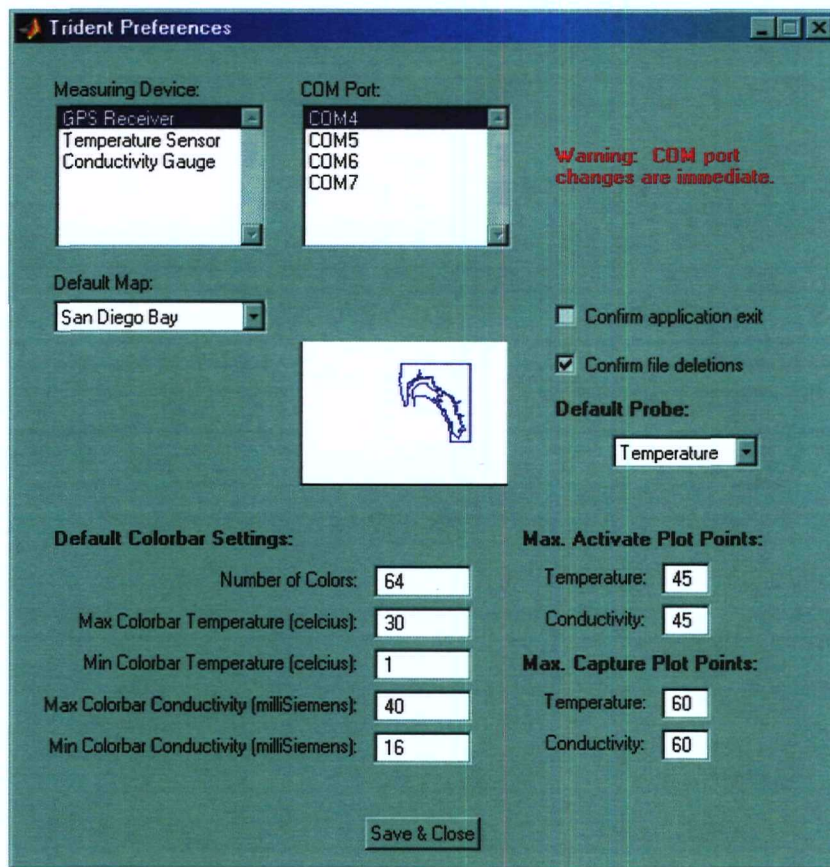 Trident Preferences
Measuring Device:
GPS Receiver
Temperature Sensor
Conductivity Gauge
COM Port:
COM4
COM5
COM6
COM7
Warning: COM port
changes are immediate.
Default Map:
San Diego Bay
Confirm application exit
Confirm file deletions
Default Probe:
Temperature
Default Colorbar Settings:
Number of Colors: 64
Max Colorbar Temperature (celcius): 30
Min Colorbar Temperature (celcius): 1
Max Colorbar Conductivity (milliSiemens): 40
Min Colorbar Conductivity (milliSiemens): 16
Max. Activate Plot Points:
Temperature: 45
Conductivity: 45
Max. Capture Plot Points:
Temperature: 60
Conductivity: 60
Save & Close